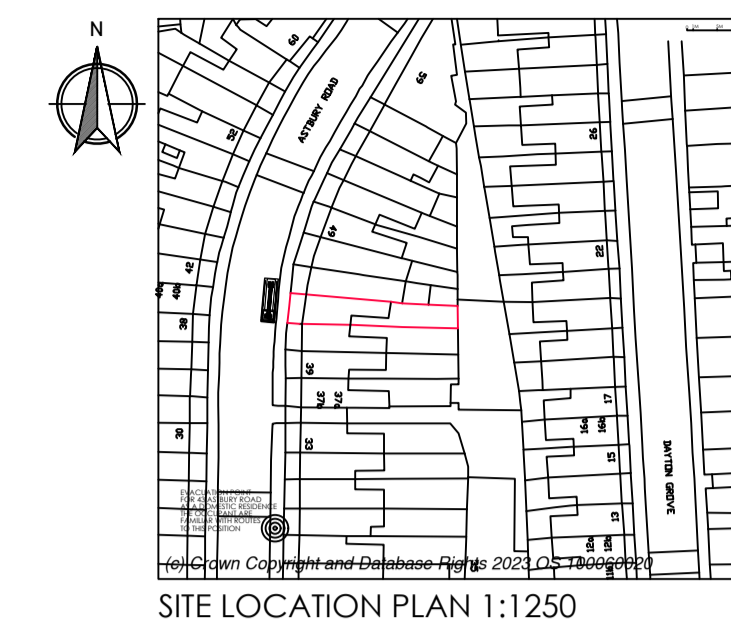 N
60
59
ASTBURY ROAD
52
26
49
22
42
40a
40b
38
39
37b
37a
33
30
17
16a
16b
15
DAYTON GROVE
13
12a
12b
EVACUATION POINT
FOR 43 ASTBURY ROAD
AS A DOMESTIC RESIDENCE
THE OCCUPANT ARE
FAMILIAR WITH ROUTES
TO THIS POSITION
(c) Crown Copyright and Database Rights 2023 OS 100060020
SITE LOCATION PLAN 1:1250